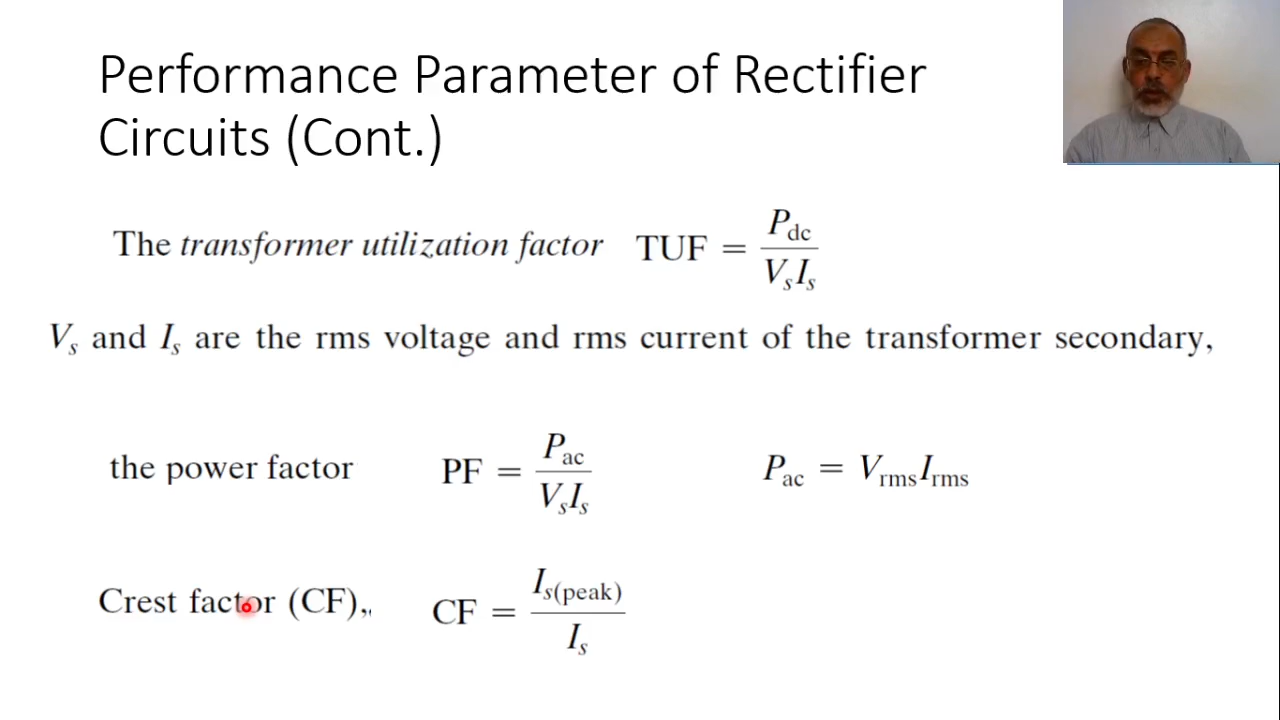 Performance Parameter of Rectifier
Circuits (Cont.)
The transformer utilization factor TUF = P_dc / V_s I_s
V_s and I_s are the rms voltage and rms current of the transformer secondary,
the power factor PF = P_ac / V_s I_s P_ac = V_rms I_rms
Crest factor (CF),, CF = I_s(peak) / I_s